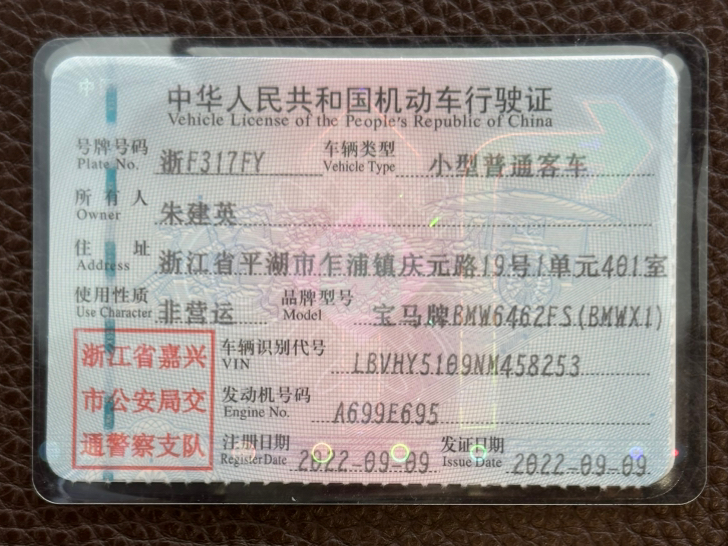 中华人民共和国机动车行驶证
Vehicle License of the People's Republic of China
号牌号码 浙F317FY 车辆类型 小型普通客车
Plate No. Vehicle Type
所有人 朱建英
Owner
住址 浙江省平湖市乍浦镇庆元路19号1单元401室
Address
使用性质 非营运 品牌型号 宝马牌BMW6462FS(BMWX1)
Use Character Model
浙江省嘉兴
市公安局交
通警察支队
车辆识别代号 LBVHY5109NM458253
VIN
发动机号码 A699E695
Engine No.
注册日期 2022-09-09 发证日期 2022-09-09
Register Date Issue Date